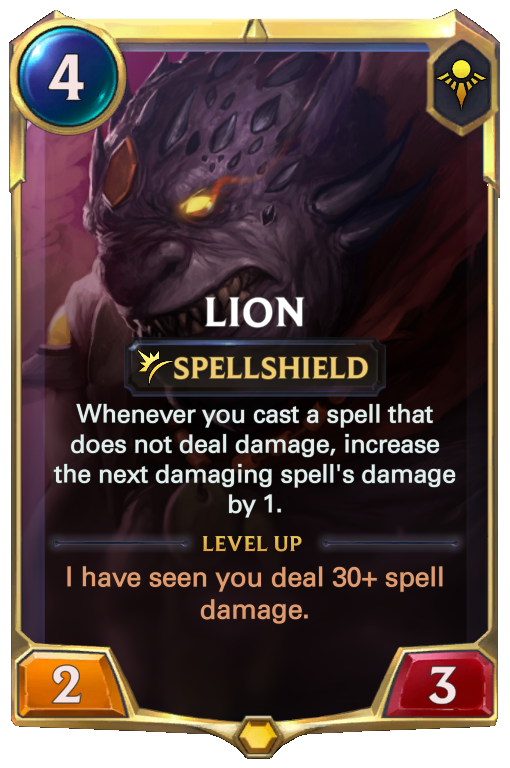 4
LION
SPELLSHIELD
Whenever you cast a spell that
does not deal damage, increase
the next damaging spell's damage
by 1.
LEVEL UP
I have seen you deal 30+ spell
damage.
2
3